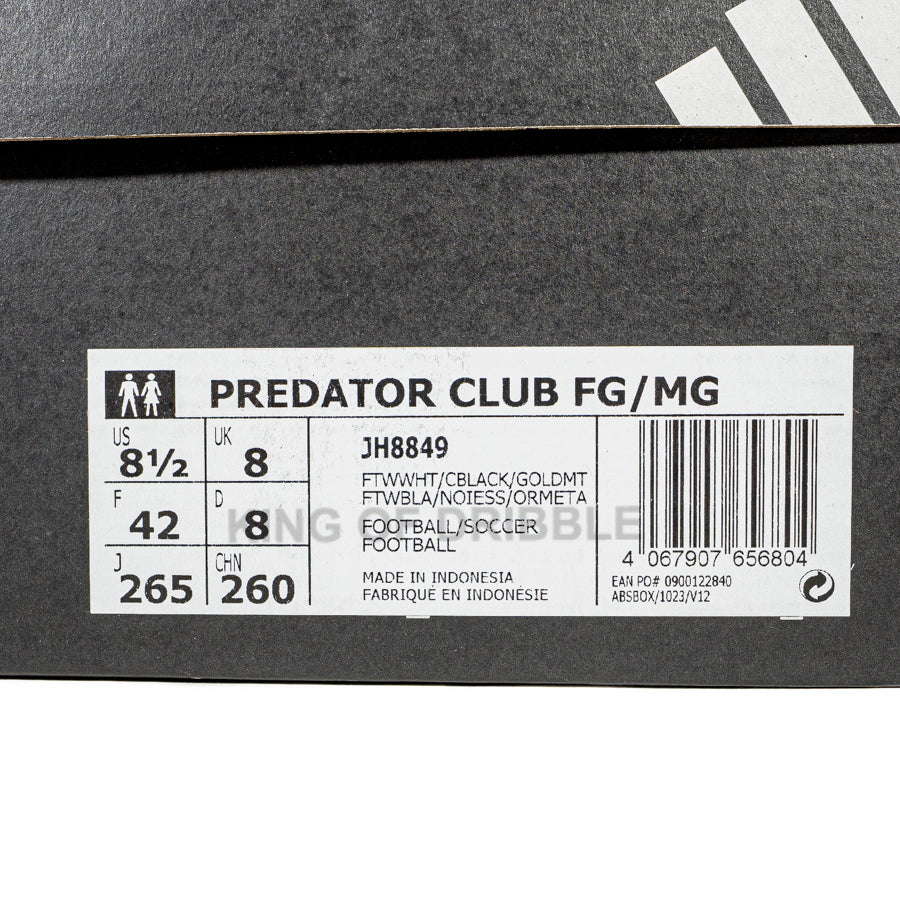 PREDATOR CLUB FG/MG
US
8½
UK
8
F
42
D
8
J
265
CHN
260
JH8849
FTWWHT/CBLACK/GOLDMT
FTWBLA/NOIESS/ORMETA
FOOTBALL/SOCCER
FOOTBALL
MADE IN INDONESIA
FABRIQUÉ EN INDONÉSIE
4 067907 656804
EAN PO# 0900122840
ABSBOX/1023/V12
KING OF DRIBBLE